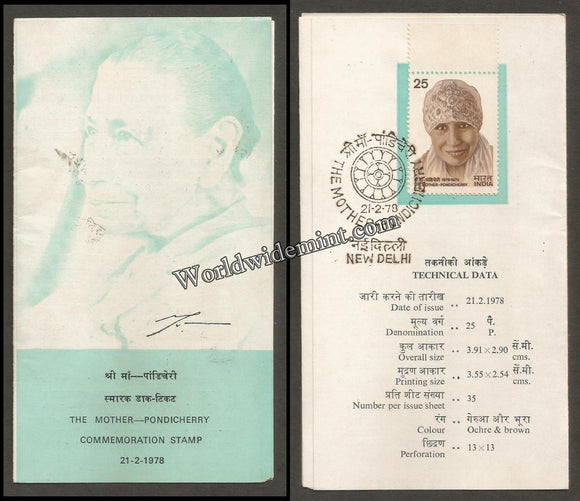 श्री माँ—पांडिचेरी
स्मारक डाक-टिकट
THE MOTHER—PONDICHERRY
COMMEMORATION STAMP
21-2-1978
Worldwidemint.com
25
भारत
INDIA
MOTHER-PONDICHERRY
श्री माँ-पांडिचेरी
THE MOTHER-PONDICHERRY
21-2-78
नई दिल्ली
NEW DELHI
तकनीकी आंकड़े
TECHNICAL DATA
जारी करने की तारीख
Date of issue .. 21.2.1978
मूल्य वर्ग पै.
Denomination .. 25 P.
कुल आकार सें.मी.
Overall size .. 3.91×2.90 cms.
मुद्रण आकार सें.मी.
Printing size .. 3.55×2.54 cms.
प्रति शीट संख्या
Number per issue sheet .. 35
रंग .. गेरुआ और भूरा
Colour Ochre & brown
छिद्रण
Perforation .. 13×13